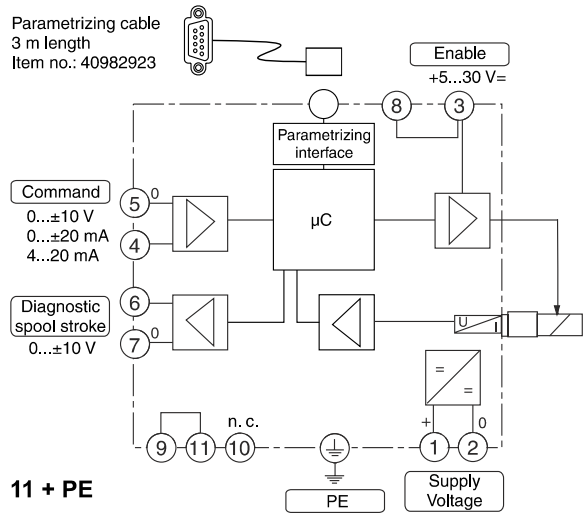 Parametrizing cable
3 m length
Item no.: 40982923
Enable
+5...30 V=
8
3
Parametrizing
interface
Command
0...±10 V
0...±20 mA
4...20 mA
5
0
4
µC
Diagnostic
spool stroke
0...±10 V
6
7
0
U
I
=
=
n. c.
+
0
9
11
10
1
2
11 + PE
PE
Supply
Voltage